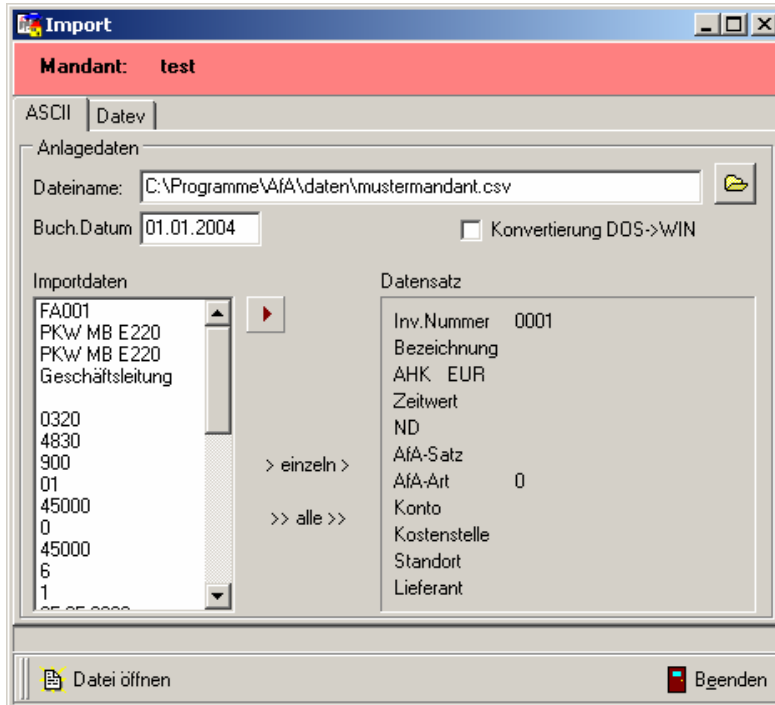 Import
Mandant: test
ASCII Datev
Anlagedaten
Dateiname: C:\Programme\AfA\daten\mustermandant.csv
Buch.Datum 01.01.2004 Konvertierung DOS->WIN
Importdaten
FA001
PKW MB E220
PKW MB E220
Geschäftsleitung
0320
4830
900
01
45000
0
45000
6
1
> einzeln >
>> alle >>
Datensatz
Inv.Nummer 0001
Bezeichnung
AHK EUR
Zeitwert
ND
AfA-Satz
AfA-Art 0
Konto
Kostenstelle
Standort
Lieferant
Datei öffnen Beenden